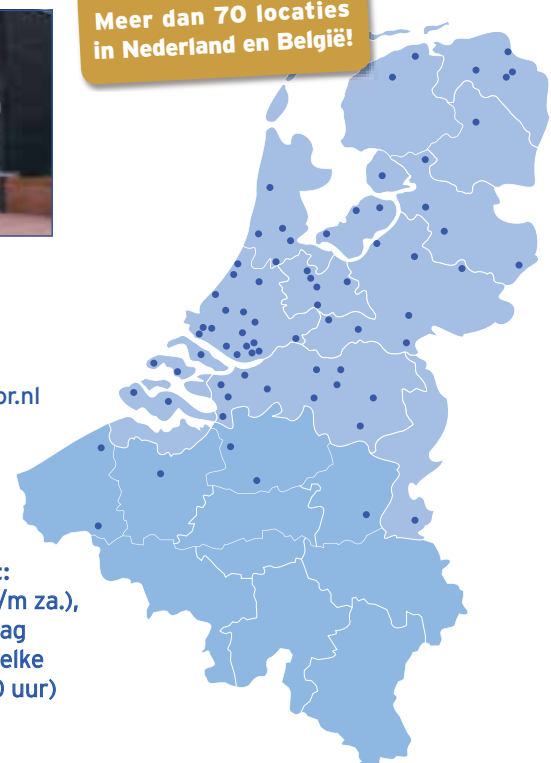 Meer dan 70 locaties
in Nederland en België!
or.nl
t:
/m za.),
ag
elke
0 uur)